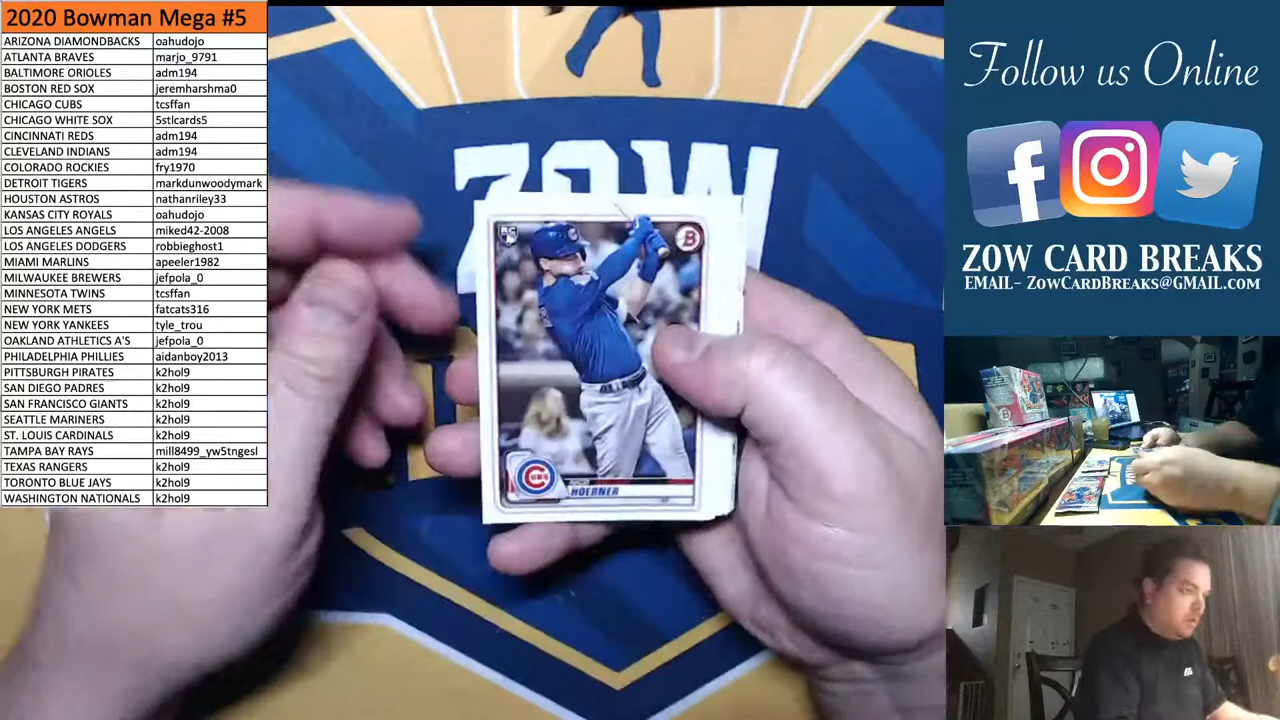 2020 Bowman Mega #5
ARIZONA DIAMONDBACKS oahudojo
ATLANTA BRAVES marjo_9791
BALTIMORE ORIOLES adm194
BOSTON RED SOX jeremharshma0
CHICAGO CUBS tcsffan
CHICAGO WHITE SOX 5stlcards5
CINCINNATI REDS adm194
CLEVELAND INDIANS adm194
COLORADO ROCKIES fry1970
DETROIT TIGERS markdunwoodymark
HOUSTON ASTROS nathanriley33
KANSAS CITY ROYALS oahudojo
LOS ANGELES ANGELS miked42-2008
LOS ANGELES DODGERS robbieghost1
MIAMI MARLINS apeeler1982
MILWAUKEE BREWERS jefpola_0
MINNESOTA TWINS tcsffan
NEW YORK METS fatcats316
NEW YORK YANKEES tyle_trou
OAKLAND ATHLETICS A'S jefpola_0
PHILADELPHIA PHILLIES aidanboy2013
PITTSBURGH PIRATES k2hol9
SAN DIEGO PADRES k2hol9
SAN FRANCISCO GIANTS k2hol9
SEATTLE MARINERS k2hol9
ST. LOUIS CARDINALS k2hol9
TAMPA BAY RAYS mill8499_yw5tngesl
TEXAS RANGERS k2hol9
TORONTO BLUE JAYS k2hol9
WASHINGTON NATIONALS k2hol9
ZOW
B
CUBS
HOERNER
Follow us Online
f
ZOW CARD BREAKS
EMAIL- ZOWCARDBREAKS@GMAIL.COM